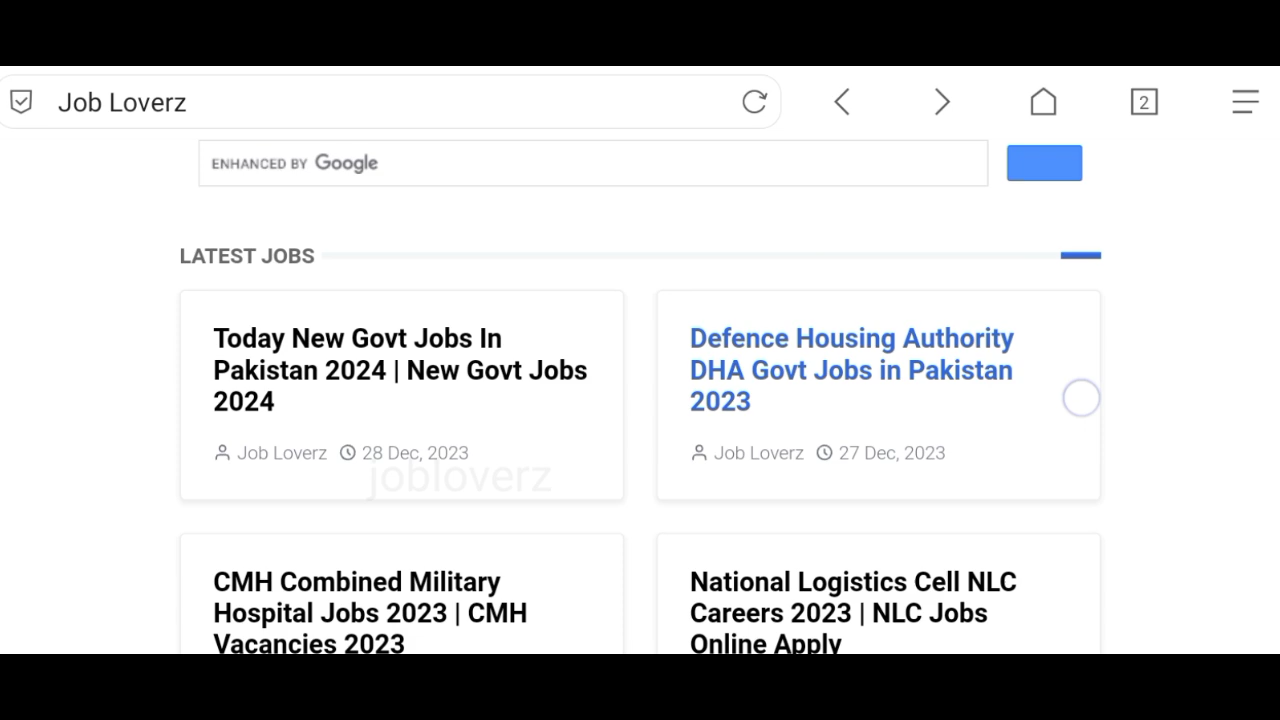 Job Loverz
2
ENHANCED BY Google
LATEST JOBS
Today New Govt Jobs In
Pakistan 2024 | New Govt Jobs
2024
Job Loverz 28 Dec, 2023
Defence Housing Authority
DHA Govt Jobs in Pakistan
2023
Job Loverz 27 Dec, 2023
jobloverz
CMH Combined Military
Hospital Jobs 2023 | CMH
Vacancies 2023
National Logistics Cell NLC
Careers 2023 | NLC Jobs
Online Apply